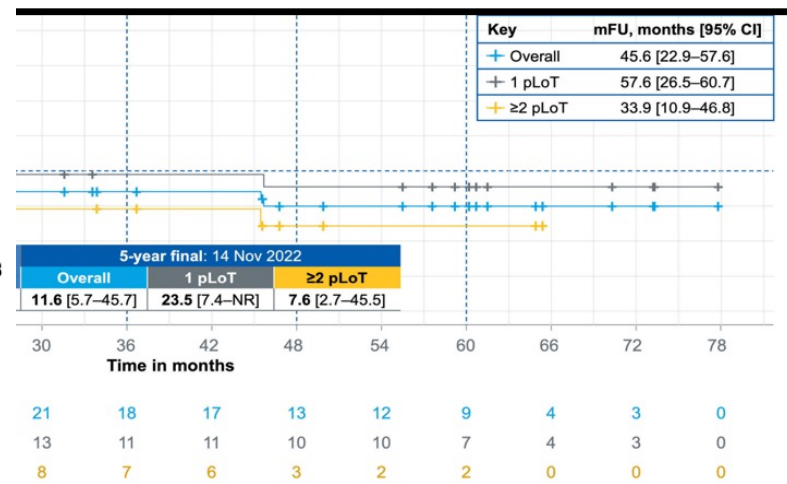 Key mFU, months [95% CI]
Overall 45.6 [22.9–57.6]
1 pLoT 57.6 [26.5–60.7]
≥2 pLoT 33.9 [10.9–46.8]
5-year final: 14 Nov 2022
Overall 1 pLoT ≥2 pLoT
11.6 [5.7–45.7] 23.5 [7.4–NR] 7.6 [2.7–45.5]
30 36 42 48 54 60 66 72 78
Time in months
21 18 17 13 12 9 4 3 0
13 11 11 10 10 7 4 3 0
8 7 6 3 2 2 0 0 0